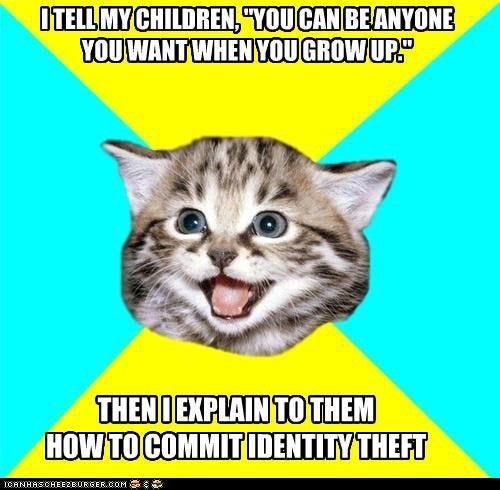 I TELL MY CHILDREN, "YOU CAN BE ANYONE
YOU WANT WHEN YOU GROW UP."
THEN I EXPLAIN TO THEM
HOW TO COMMIT IDENTITY THEFT
ICANHASCHEEZBURGER.COM